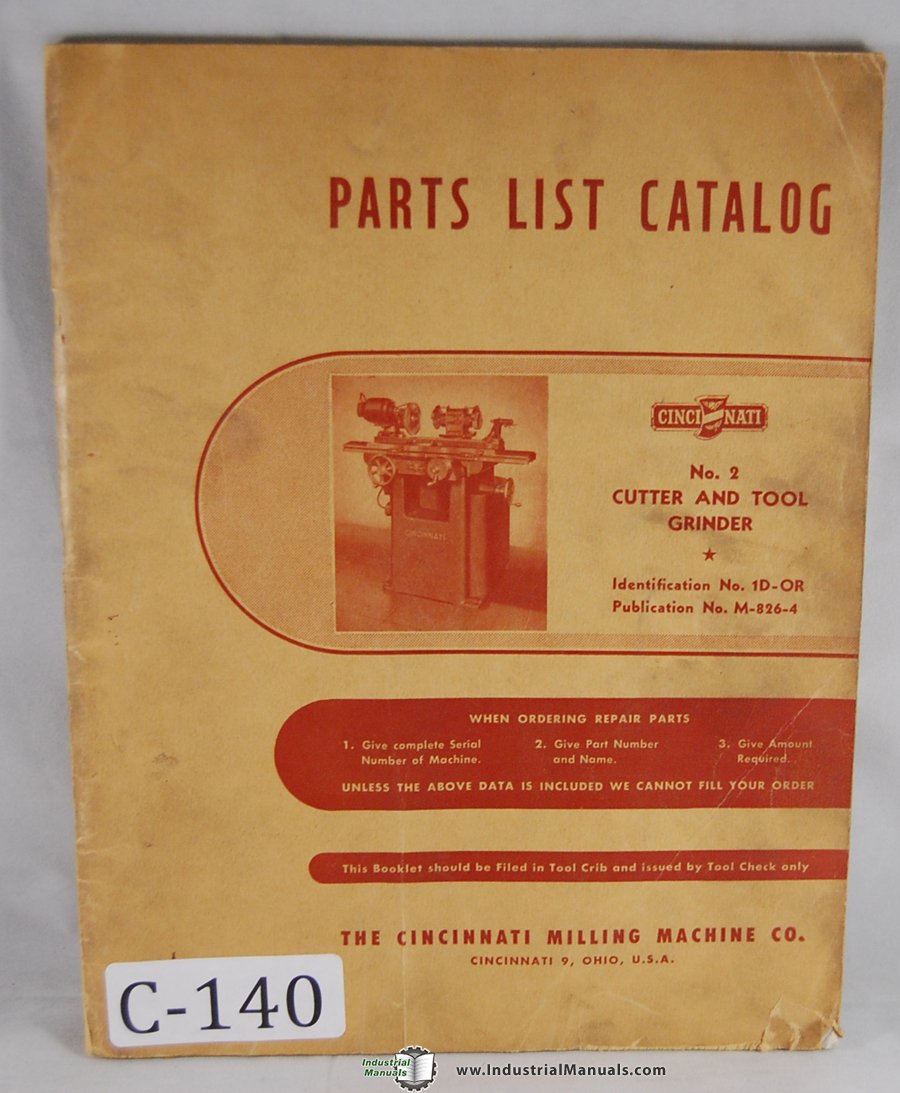 PARTS LIST CATALOG
CINCINNATI
CINCINNATI
No. 2
CUTTER AND TOOL
GRINDER
★
Identification No. 1D-OR
Publication No. M-826-4
WHEN ORDERING REPAIR PARTS
1. Give complete Serial Number of Machine.
2. Give Part Number and Name.
3. Give Amount Required.
UNLESS THE ABOVE DATA IS INCLUDED WE CANNOT FILL YOUR ORDER
This Booklet should be Filed in Tool Crib and issued by Tool Check only
THE CINCINNATI MILLING MACHINE CO.
CINCINNATI 9, OHIO, U.S.A.
C-140
Industrial
Manuals
www.IndustrialManuals.com